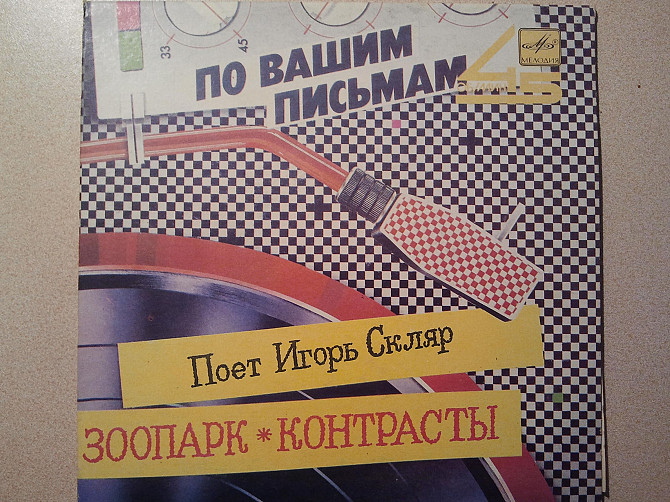 33
45
ПО ВАШИМ
ПИСЬМАМ
МЕЛОДИЯ
45
Поет Игорь Скляр
ЗООПАРК * КОНТРАСТЫ